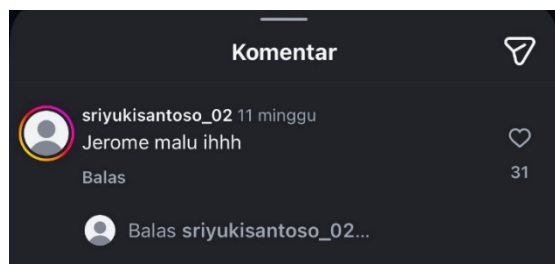 Komentar
sriyukisantoso_02 11 minggu
Jerome malu ihhh
Balas
31
Balas sriyukisantoso_02...